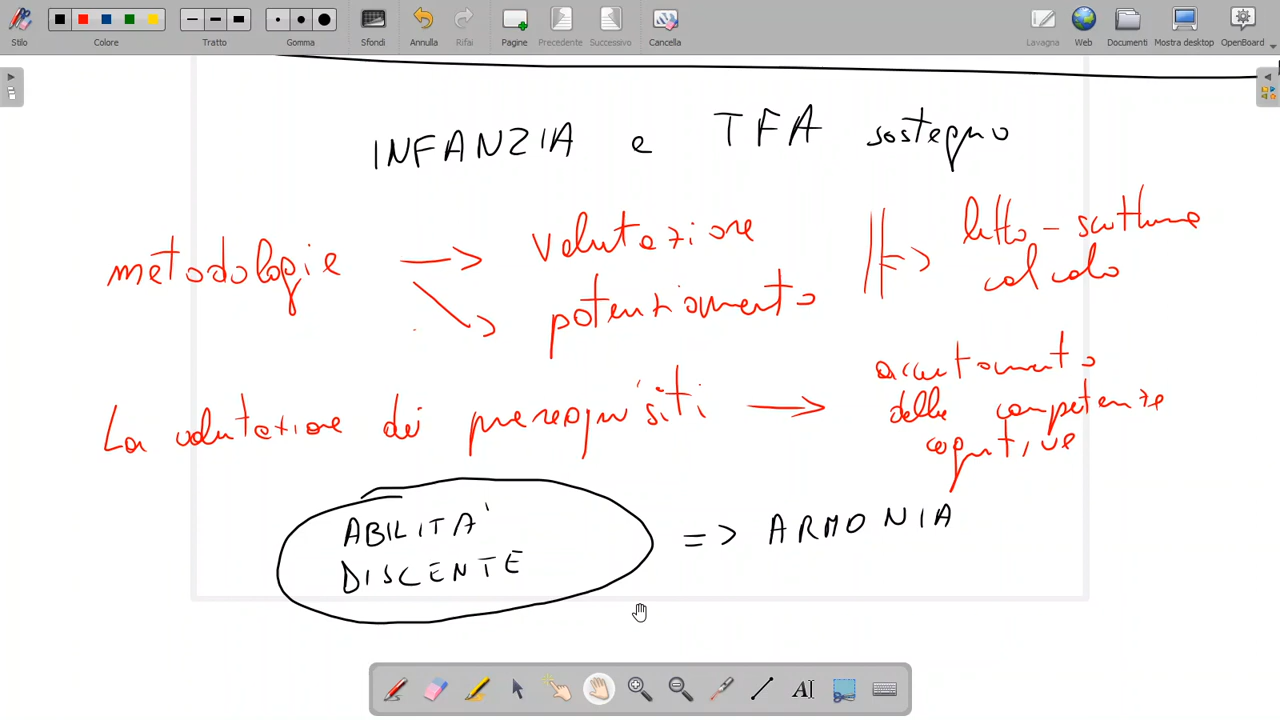 Stilo Colore Tratto Gomma Sfondi Annulla Rifai Pagine Precedente Successivo Cancella Lavagna Web Documenti Mostra desktop OpenBoard
INFANZIA e TFA sostegno
metodologie → valutazione
potenziamento
=> letto-scrittura
calcolo
La valutazione dei prerequisiti → accertamento
delle competenze
cognitive
ABILITA'
DISCENTE
=> ARMONIA
AI